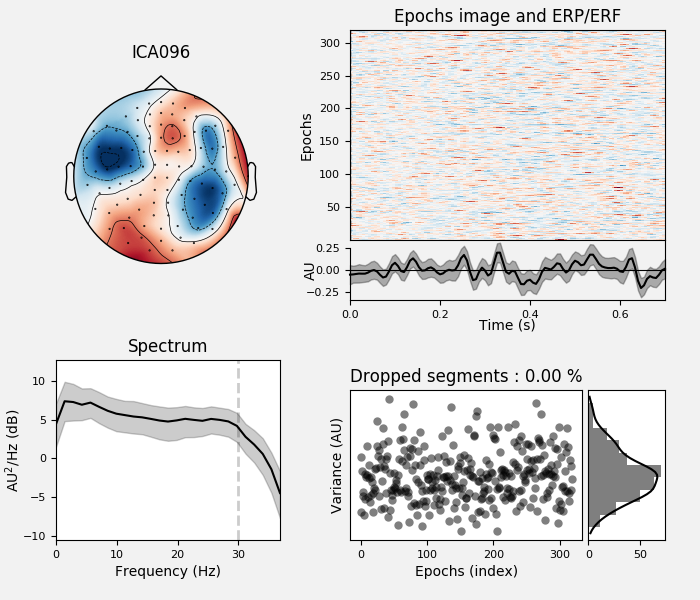 ICA096
Epochs image and ERP/ERF
Epochs
300
250
200
150
100
50
AU
0.25
0.00
−0.25
0.0 0.2 0.4 0.6
Time (s)
Spectrum
AU²/Hz (dB)
10
5
0
−5
−10
0 10 20 30
Frequency (Hz)
Dropped segments : 0.00 %
Variance (AU)
0 100 200 300
Epochs (index)
0 50